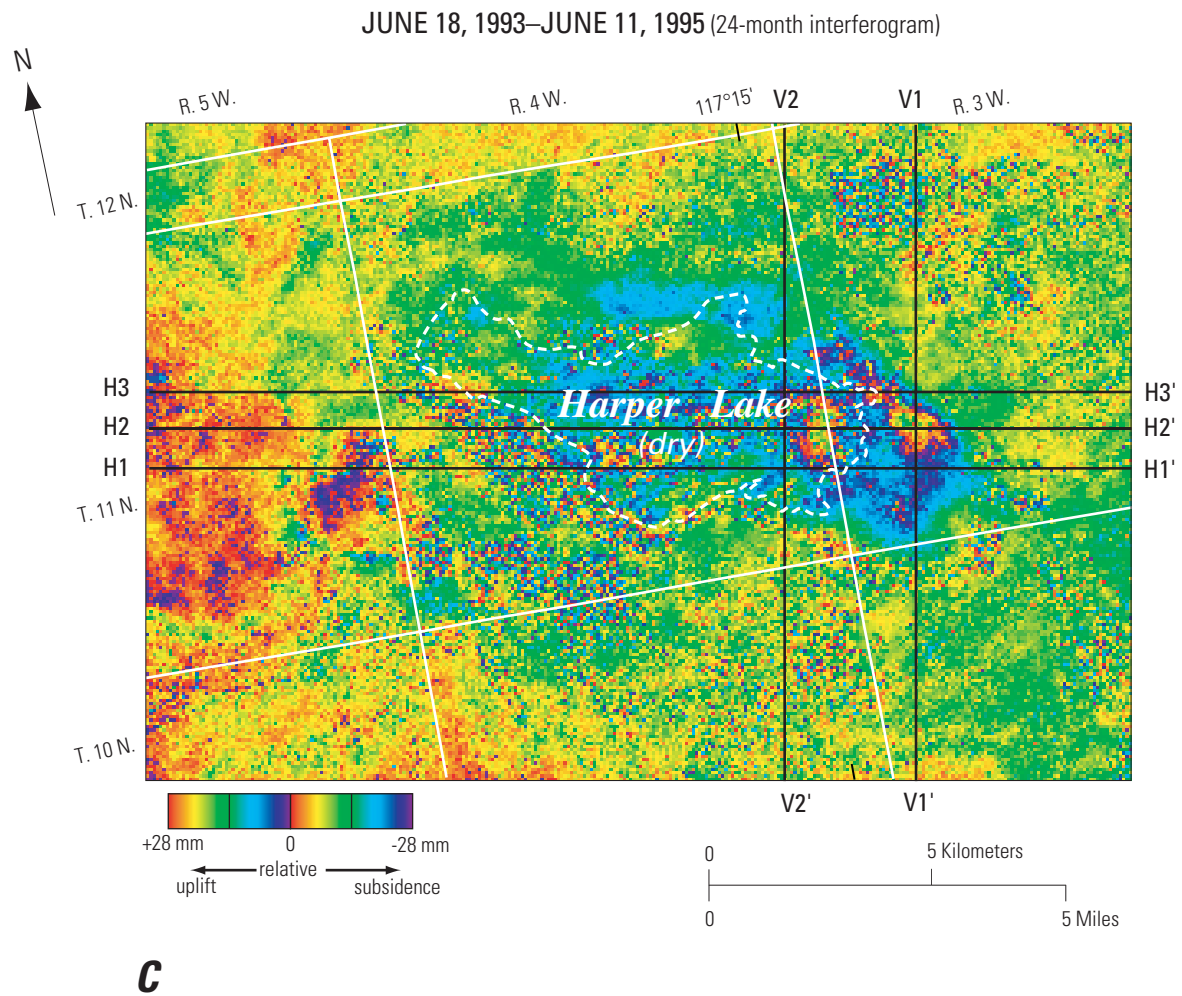 JUNE 18, 1993–JUNE 11, 1995 (24-month interferogram)
N
R. 5 W.
R. 4 W.
117°15'
V2
V1
R. 3 W.
T. 12 N.
H3
H3'
Harper Lake
H2
H2'
(dry)
H1
H1'
T. 11 N.
T. 10 N.
V2'
V1'
+28 mm
0
-28 mm
relative
uplift
subsidence
0
5 Kilometers
0
5 Miles
C